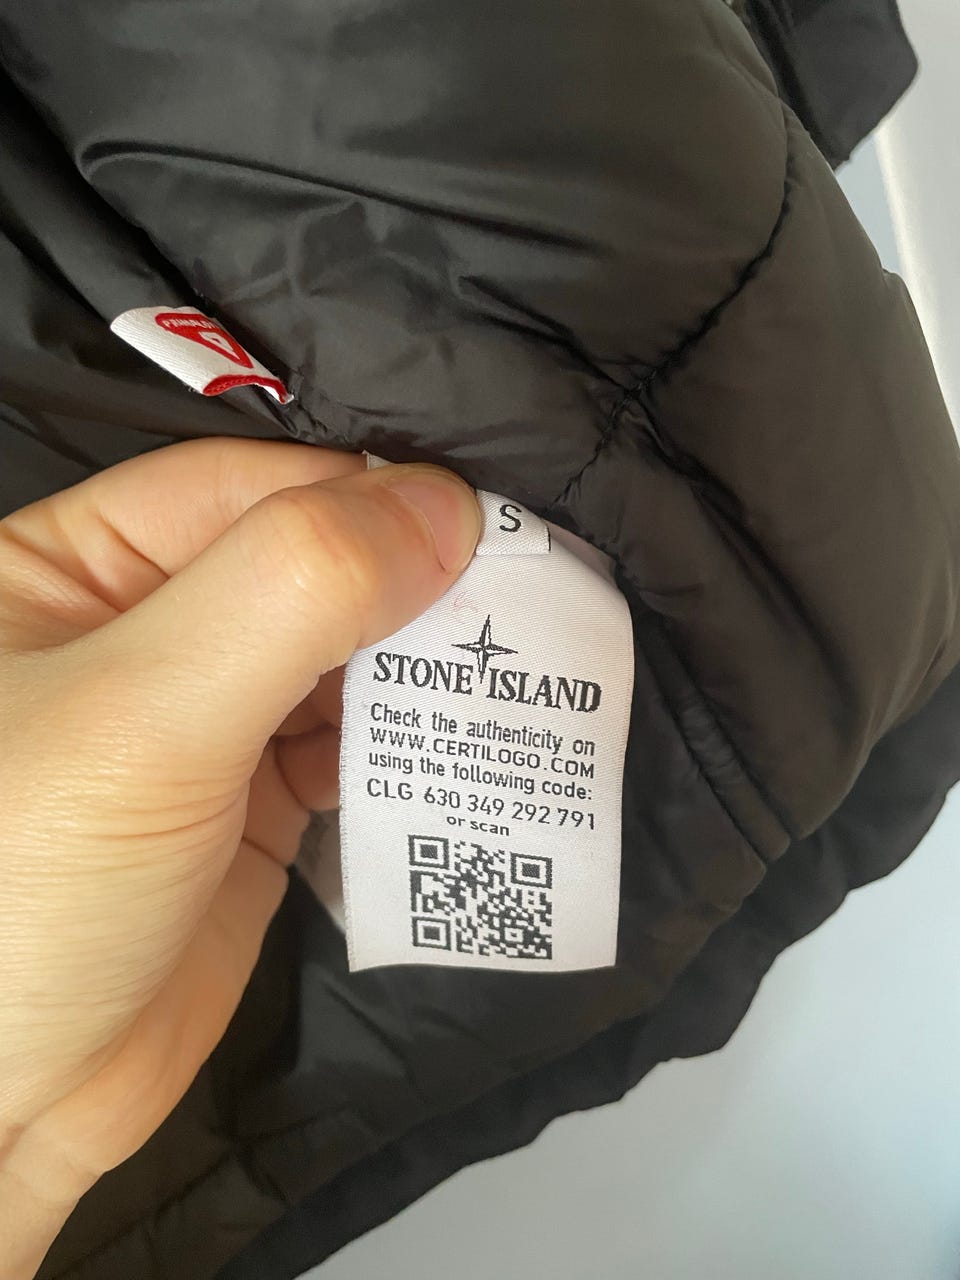 PRIMALOFT
S
STONE ISLAND
Check the authenticity on
WWW.CERTILOGO.COM
using the following code:
CLG 630 349 292 791
or scan